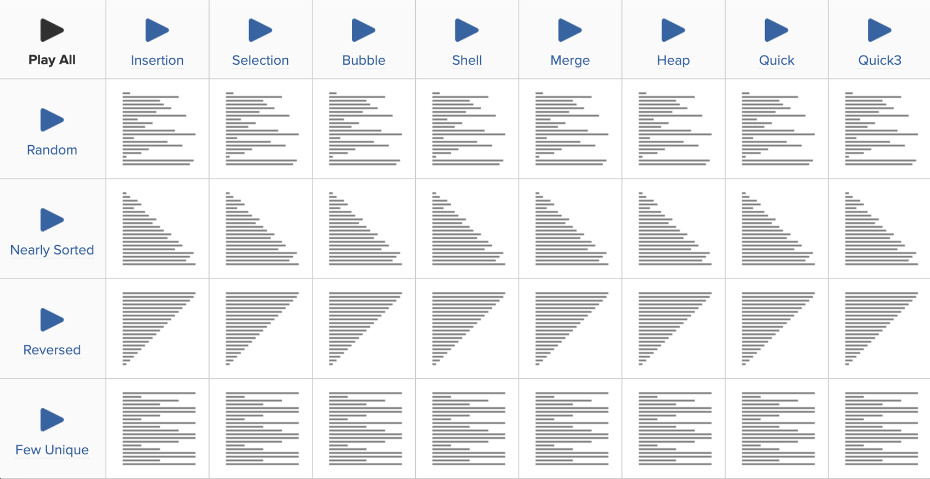 Play All
Insertion
Selection
Bubble
Shell
Merge
Heap
Quick
Quick3
Random
Nearly Sorted
Reversed
Few Unique